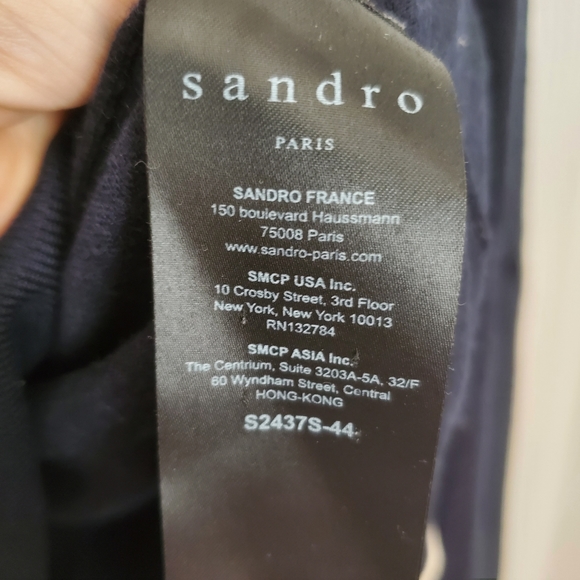 sandro
PARIS
SANDRO FRANCE
150 boulevard Haussmann
75008 Paris
www.sandro-paris.com
SMCP USA Inc.
10 Crosby Street, 3rd Floor
New York, New York 10013
RN132784
SMCP ASIA Inc.
The Centrium, Suite 3203A-5A, 32/F
60 Wyndham Street, Central
HONG-KONG
S2437S-44